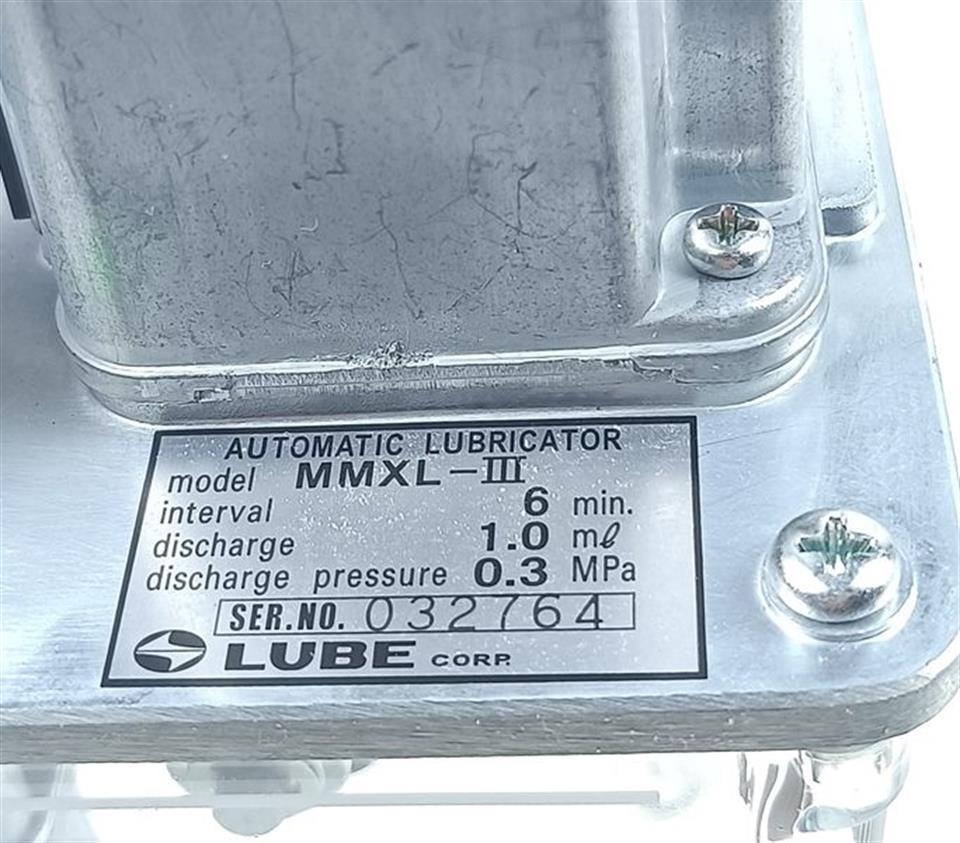 AUTOMATIC LUBRICATOR
model MMXL-III
interval 6 min.
discharge 1.0 mℓ
discharge pressure 0.3 MPa
SER.NO. 032764
LUBE CORP.